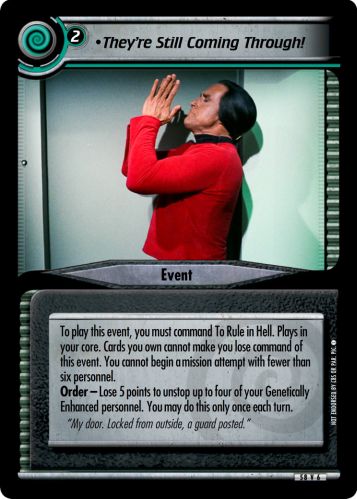 2
•They're Still Coming Through!
Event
To play this event, you must command To Rule in Hell. Plays in
your core. Cards you own cannot make you lose command of
this event. You cannot begin a mission attempt with fewer than
six personnel.
Order – Lose 5 points to unstop up to four of your Genetically
Enhanced personnel. You may do this only once each turn.
"My door. Locked from outside, a guard posted."
NOT ENDORSED BY CBS OR PAR. PIC.
58 V 6